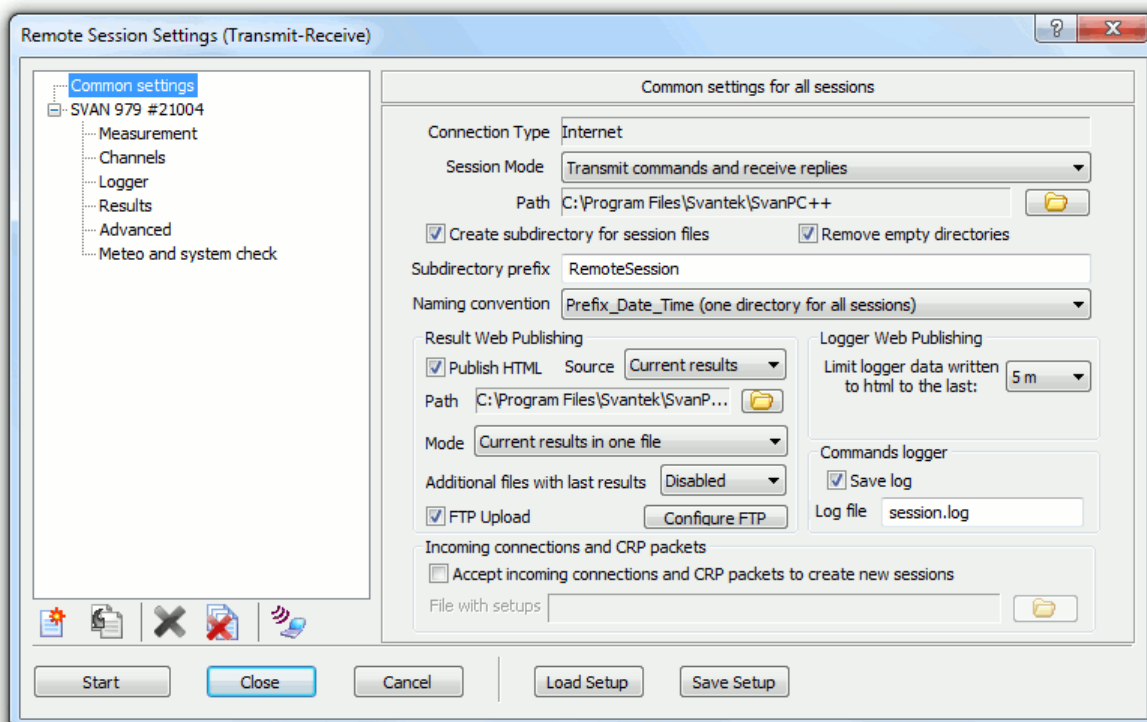 Remote Session Settings (Transmit-Receive)
?
X
Common settings
SVAN 979 #21004
Measurement
Channels
Logger
Results
Advanced
Meteo and system check
Common settings for all sessions
Connection Type Internet
Session Mode Transmit commands and receive replies
Path C:\Program Files\Svantek\SvanPC++
Create subdirectory for session files Remove empty directories
Subdirectory prefix RemoteSession
Naming convention Prefix_Date_Time (one directory for all sessions)
Result Web Publishing
Publish HTML Source Current results
Path C:\Program Files\Svantek\SvanP...
Mode Current results in one file
Additional files with last results Disabled
FTP Upload Configure FTP
Logger Web Publishing
Limit logger data written
to html to the last: 5 m
Commands logger
Save log
Log file session.log
Incoming connections and CRP packets
Accept incoming connections and CRP packets to create new sessions
File with setups
Start Close Cancel Load Setup Save Setup